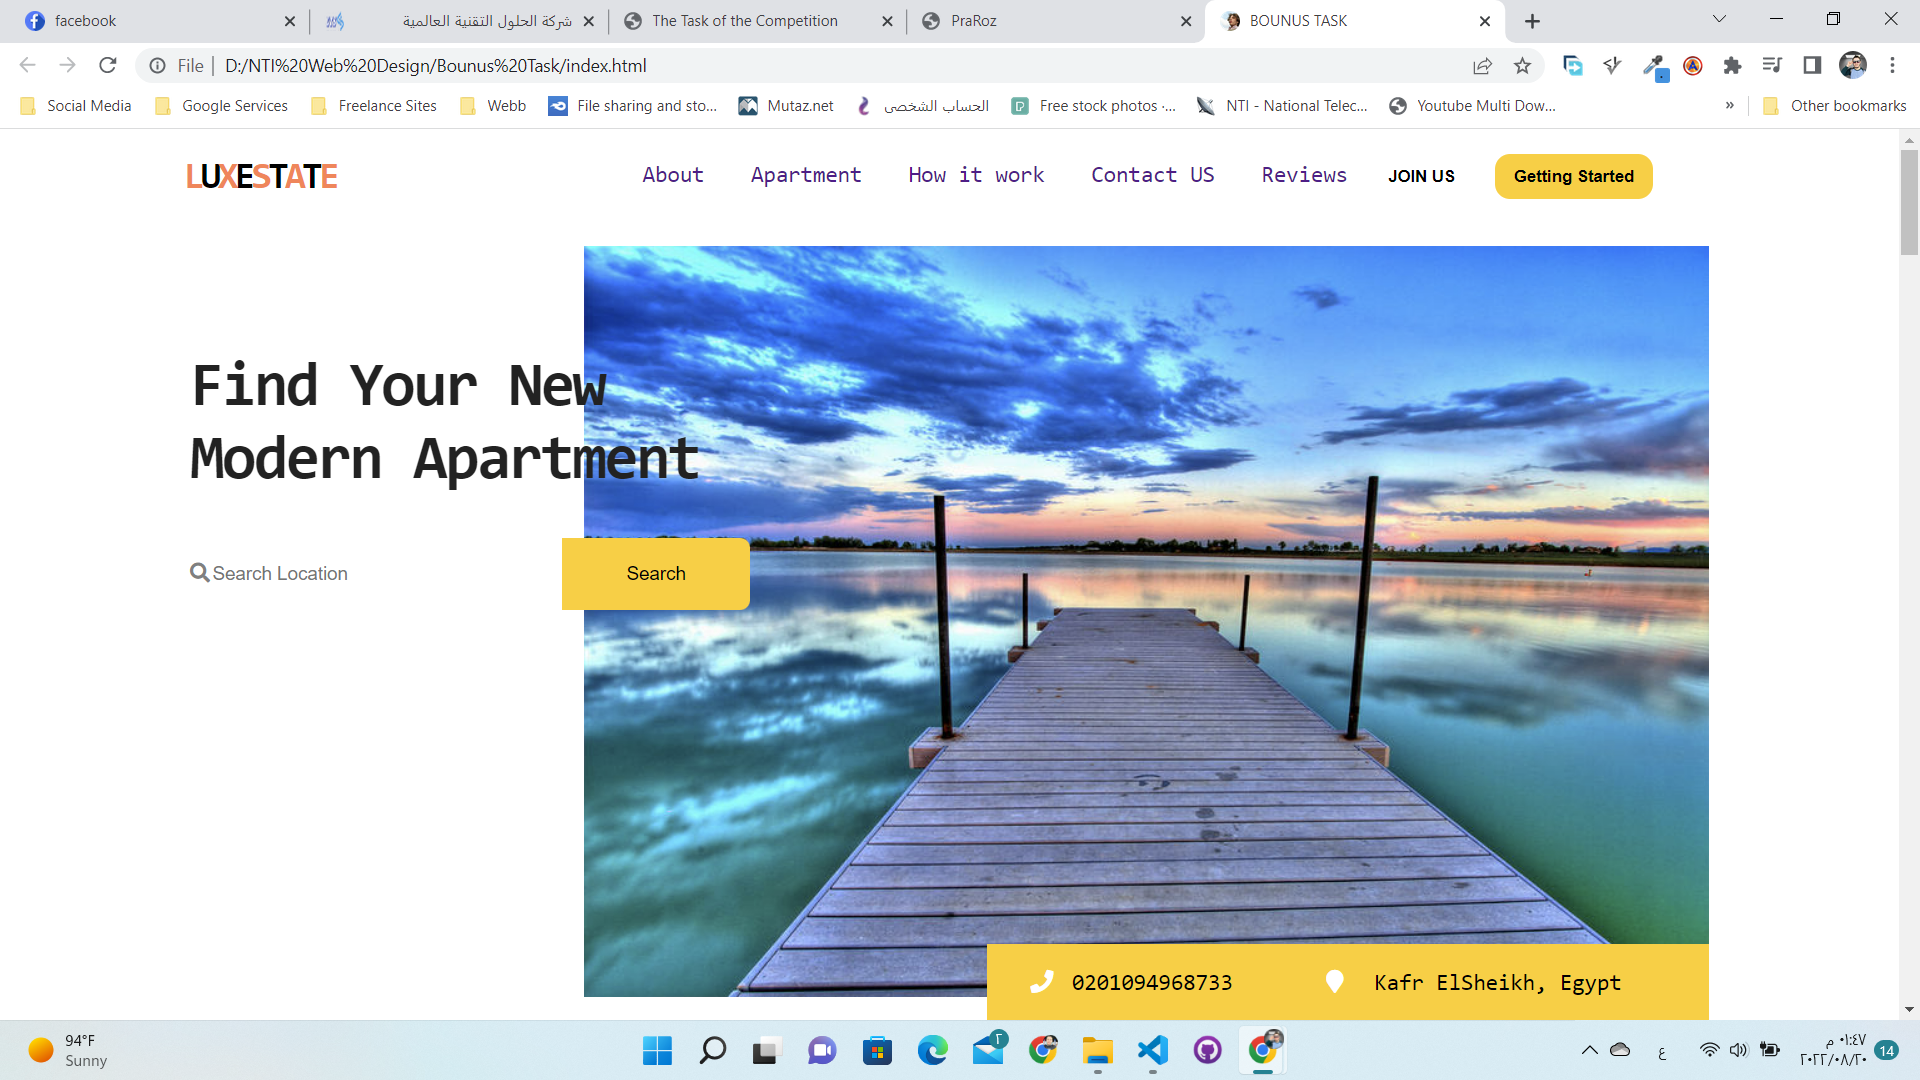 facebook
شركة الحلول التقنية العالمية
The Task of the Competition
PraRoz
BOUNUS TASK
File
D:/NTI%20Web%20Design/Bounus%20Task/index.html
Social Media
Google Services
Freelance Sites
Webb
File sharing and sto...
Mutaz.net
الحساب الشخصى
Free stock photos ·...
NTI - National Telec...
Youtube Multi Dow...
»
Other bookmarks
LUXESTATE
About
Apartment
How it work
Contact US
Reviews
JOIN US
Getting Started
Find Your New
Modern Apartment
Search Location
Search
0201094968733
Kafr ElSheikh, Egypt
94°F
Sunny
٢
ع
٠١:٤٧ م
٢٠٢٢/٠٨/٢٠
14